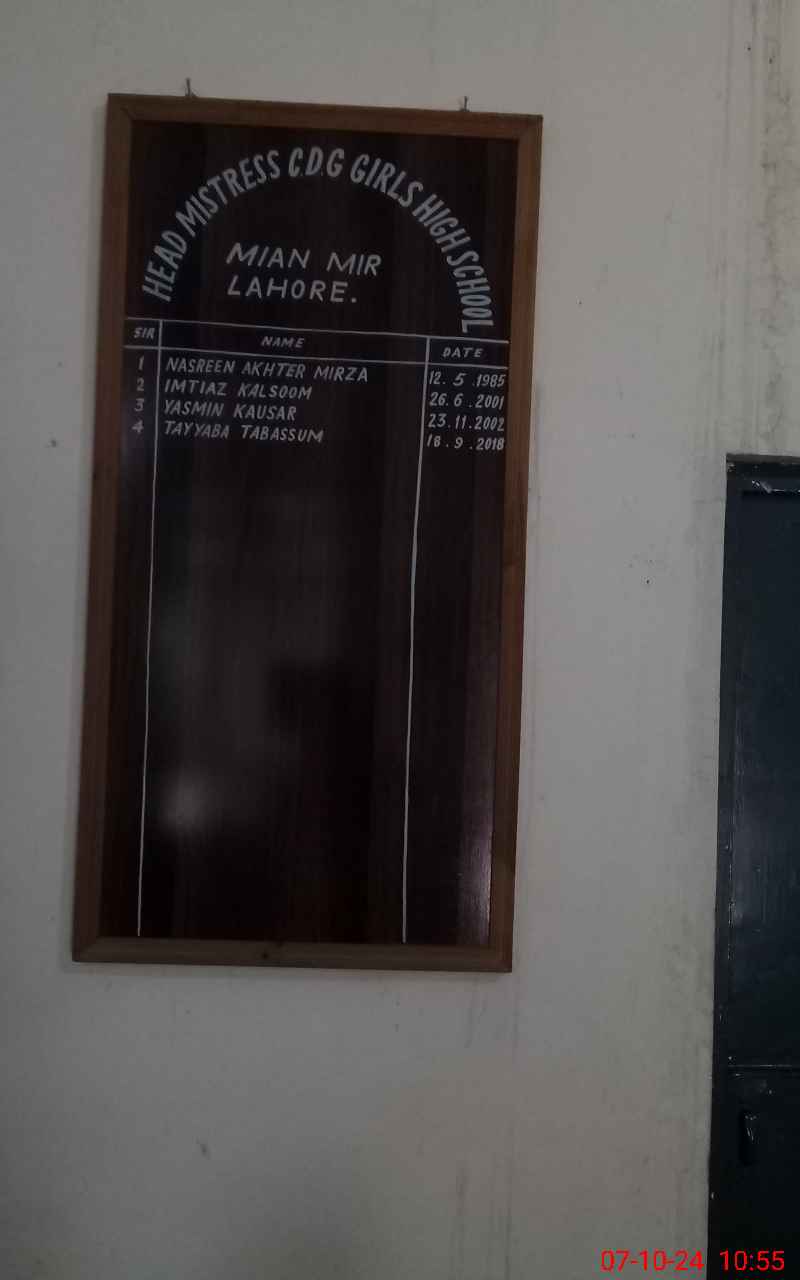 HEAD MISTRESS C.D.G GIRLS HIGH SCHOOL
MIAN MIR
LAHORE.
SIR NAME DATE
1 NASREEN AKHTER MIRZA 12. 5 .1985
2 IMTIAZ KALSOOM 26. 6 .2001
3 YASMIN KAUSAR 23.11.2002
4 TAYYABA TABASSUM 18 . 9 .2018
07-10-24 10:55